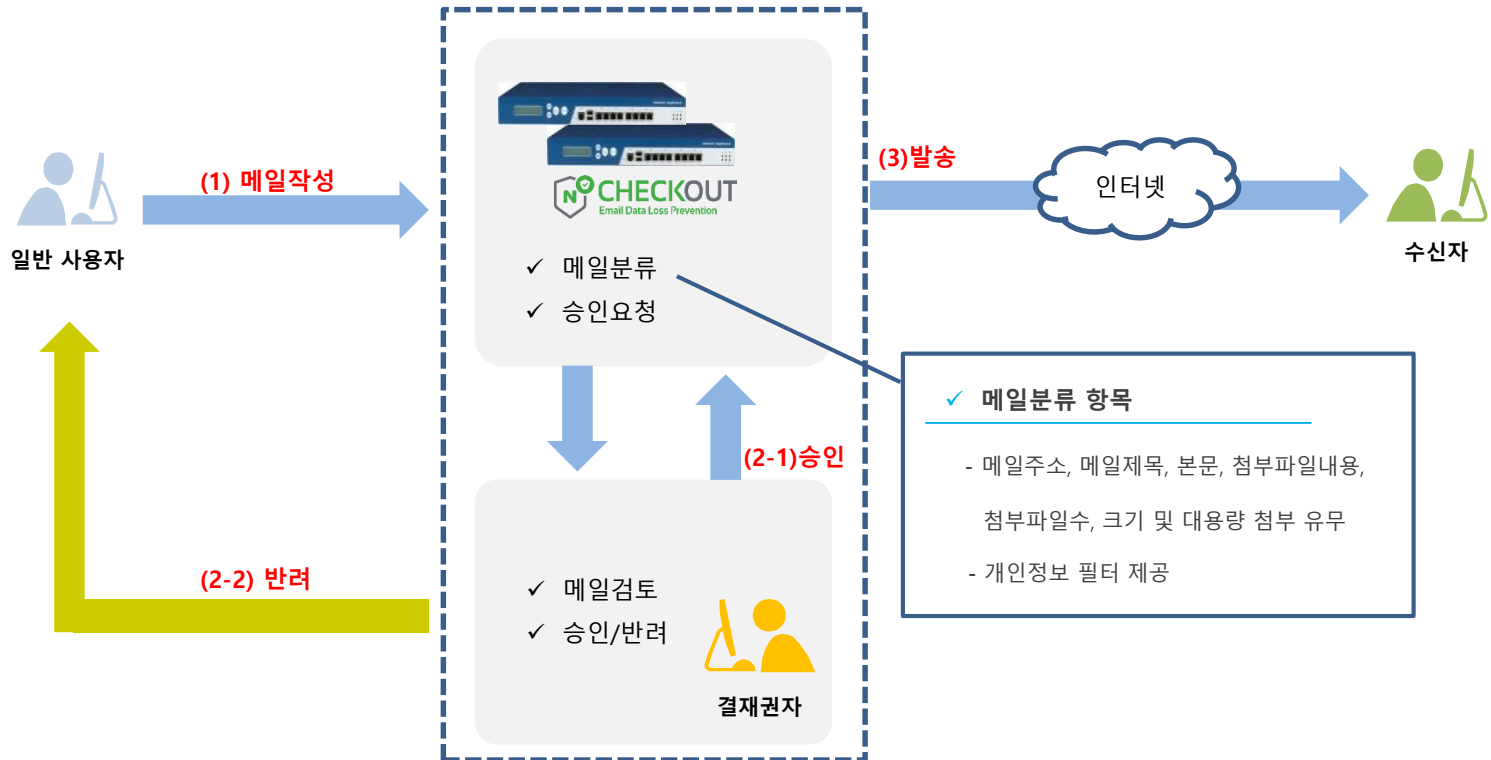 (1) 메일작성
일반 사용자
N CHECKOUT
Email Data Loss Prevention
✓ 메일분류
✓ 승인요청
(3)발송
인터넷
수신자
(2-1)승인
✓ 메일분류 항목
- 메일주소, 메일제목, 본문, 첨부파일내용,
첨부파일수, 크기 및 대용량 첨부 유무
- 개인정보 필터 제공
(2-2) 반려
✓ 메일검토
✓ 승인/반려
결재권자